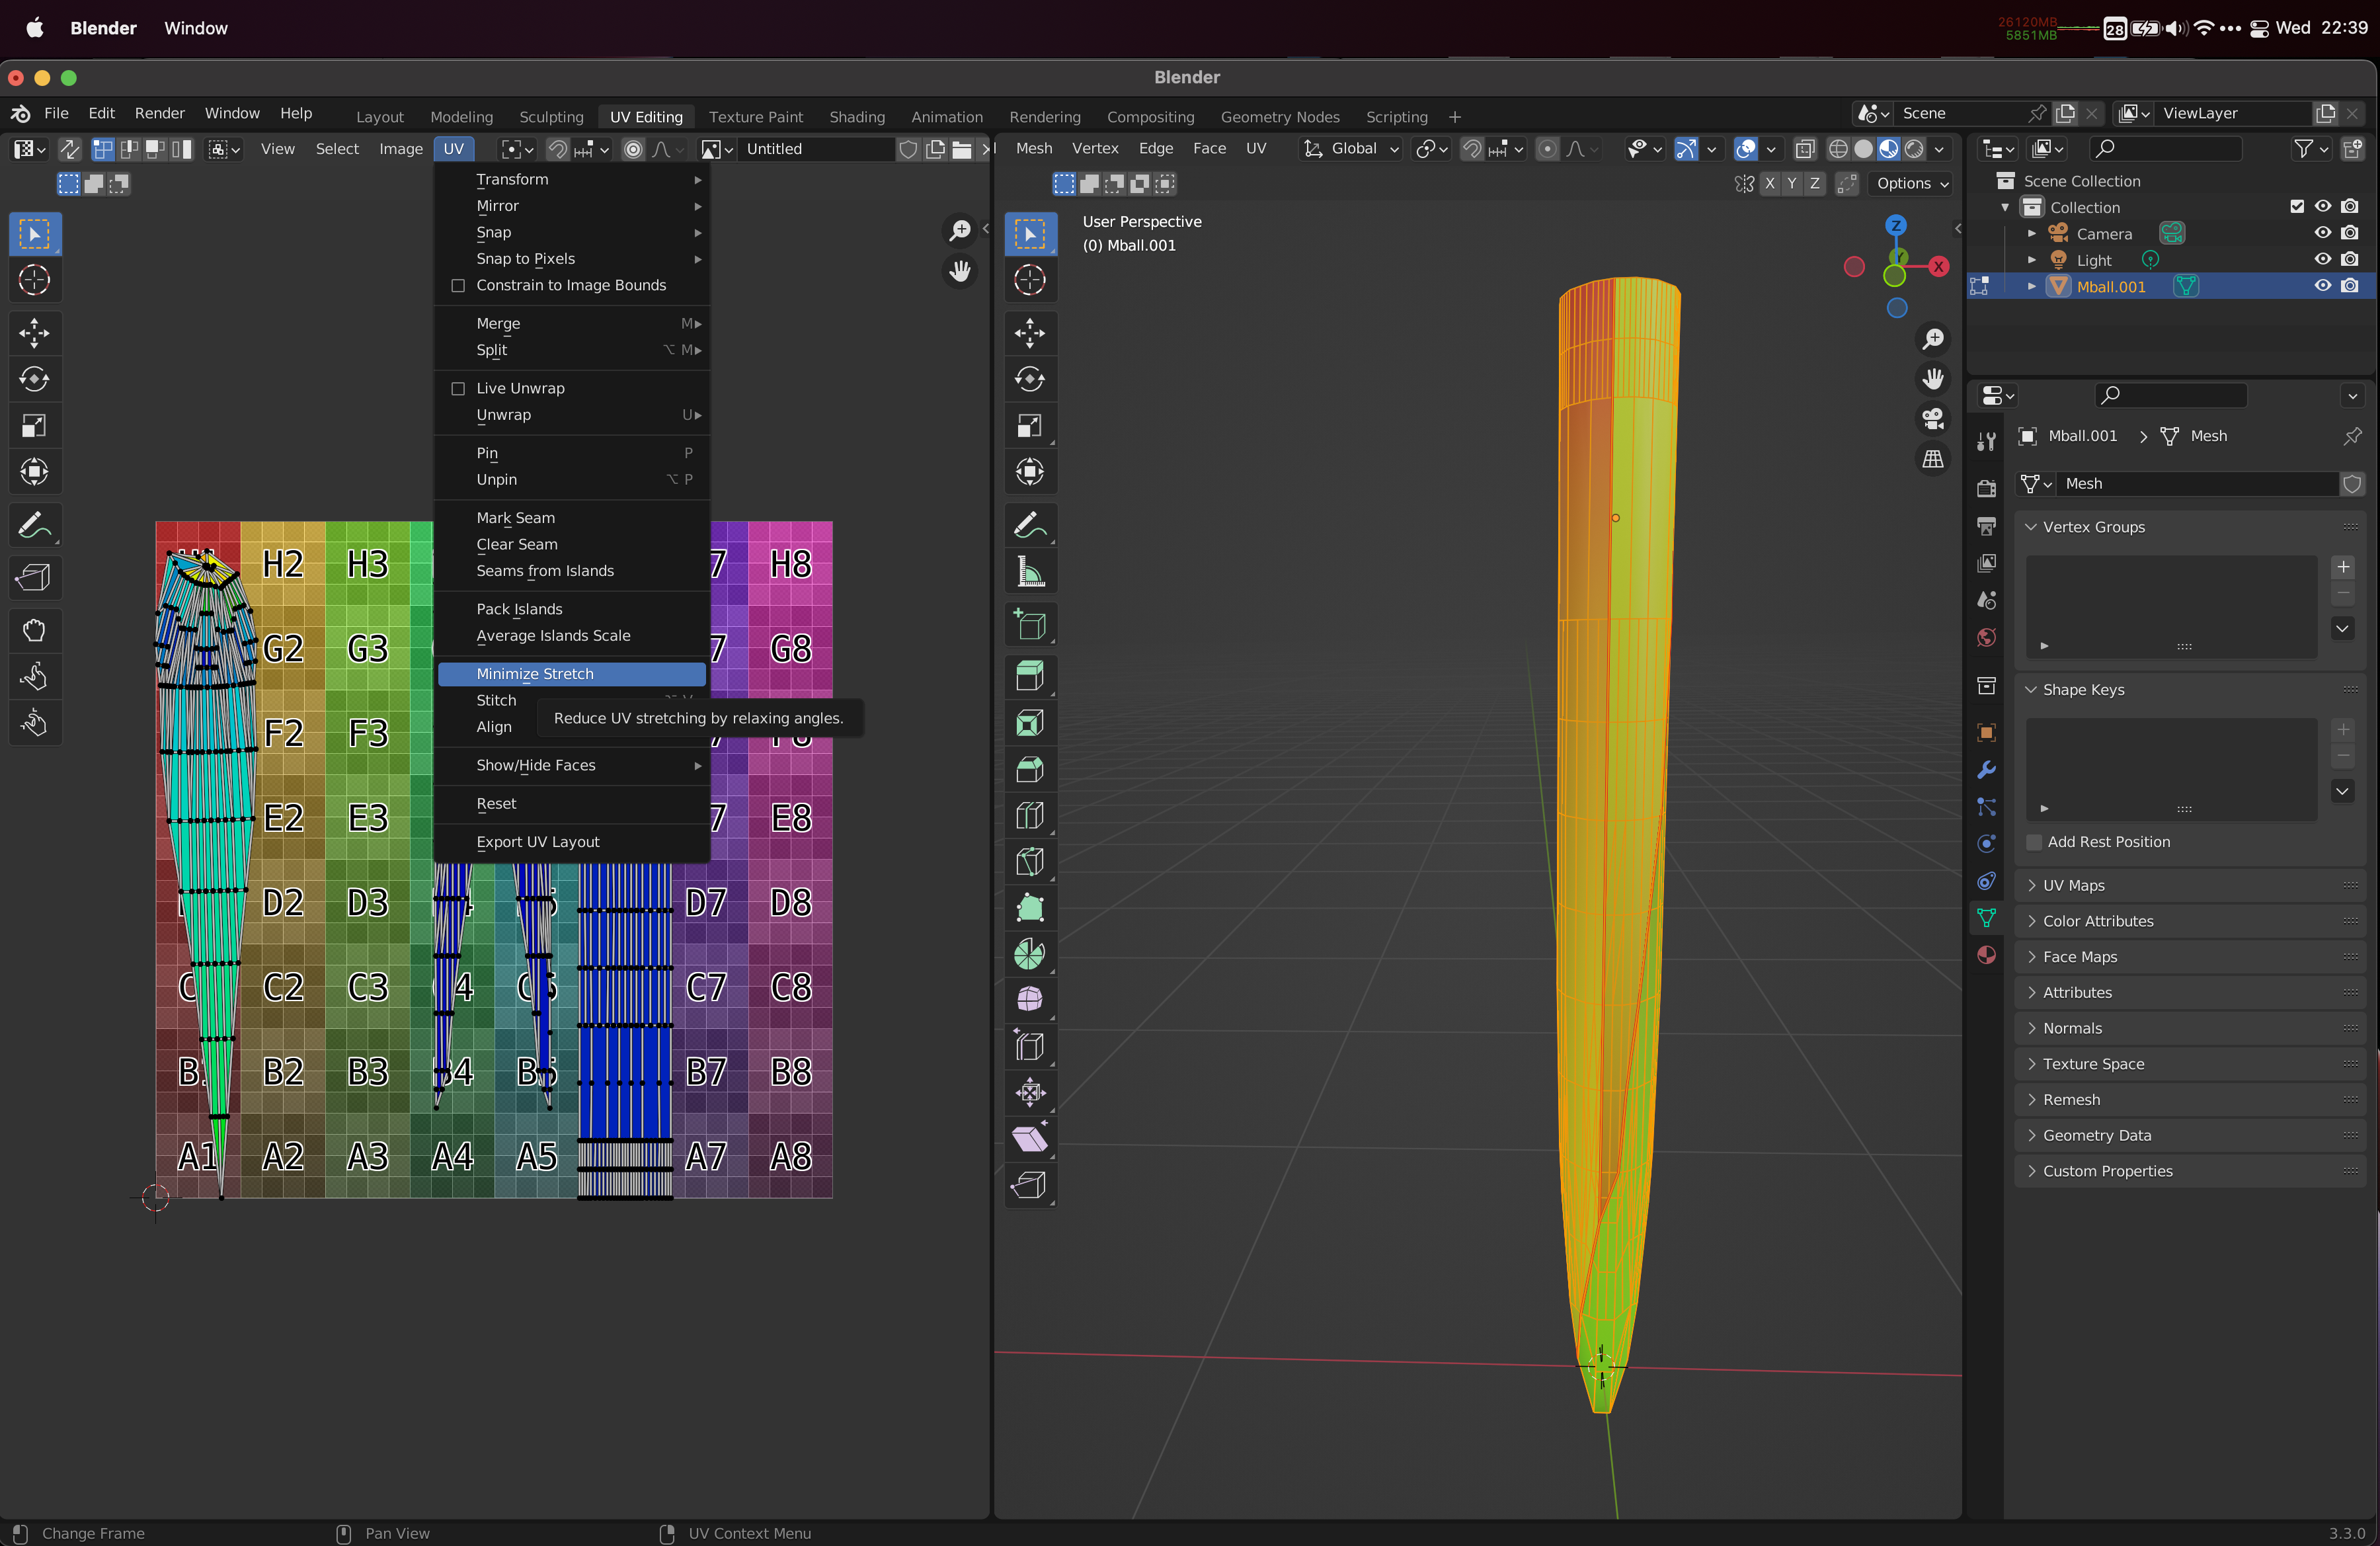 Blender Window
26120MB
5851MB
28
Wed 22:39
Blender
File Edit Render Window Help
Layout Modeling Sculpting UV Editing Texture Paint Shading Animation Rendering Compositing Geometry Nodes Scripting +
Scene
ViewLayer
View Select Image UV
Untitled
Mesh Vertex Edge Face UV
Global
X Y Z
Options
Transform
Mirror
Snap
Snap to Pixels
Constrain to Image Bounds
Merge M
Split ⌥ M
Live Unwrap
Unwrap U
Pin P
Unpin ⌥ P
Mark Seam
Clear Seam
Seams from Islands
Pack Islands
Average Islands Scale
Minimize Stretch
Stitch
Align
Reduce UV stretching by relaxing angles.
Show/Hide Faces
Reset
Export UV Layout
H2 H3 7 H8
G2 G3 7 G8
F2 F3
E2 E3 7 E8
D2 D3 D7 D8
C2 C3 C7 C8
B2 B3 B7 B8
A1 A2 A3 A4 A5 A7 A8
User Perspective
(0) Mball.001
Z
Y
X
Scene Collection
Collection
Camera
Light
Mball.001
Mball.001 > Mesh
Mesh
Vertex Groups
Shape Keys
Add Rest Position
UV Maps
Color Attributes
Face Maps
Attributes
Normals
Texture Space
Remesh
Geometry Data
Custom Properties
Change Frame
Pan View
UV Context Menu
3.3.0